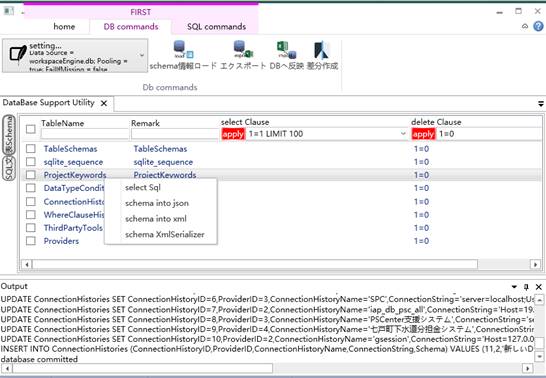 FIRST
home
DB commands
SQL commands
setting...
Data Source =
workspaceEngine.db; Pooling =
true; FailIfMissing = false
schema情報ロード
エクスポート
DBへ反映
差分作成
Db commands
DataBase Support Utility
TableName
Remark
select Clause
delete Clause
apply 1=1 LIMIT 100
apply 1=0
TableSchemas TableSchemas 1=0
sqlite_sequence sqlite_sequence 1=0
ProjectKeywords ProjectKeywords 1=0
DataTypeCondit 1=0
ConnectionHisto 1=0
WhereClauseHis 1=0
ThirdPartyTools 1=0
Providers 1=0
select Sql
schema into json
schema into xml
schema XmlSerializer
Output
UPDATE ConnectionHistories SET ConnectionHistoryID=6,ProviderID=3,ConnectionHistoryName='SPC',ConnectionString='server=localhost;Us
UPDATE ConnectionHistories SET ConnectionHistoryID=7,ProviderID=2,ConnectionHistoryName='iap_db_psc_all',ConnectionString='Host=19.
UPDATE ConnectionHistories SET ConnectionHistoryID=8,ProviderID=3,ConnectionHistoryName='PSCenter支援システム',ConnectionString='se
UPDATE ConnectionHistories SET ConnectionHistoryID=9,ProviderID=4,ConnectionHistoryName='七戸町下水道分担金システム',ConnectionString=
UPDATE ConnectionHistories SET ConnectionHistoryID=10,ProviderID=2,ConnectionHistoryName='gsession',ConnectionString='Host=127.0.0
INSERT INTO ConnectionHistories (ConnectionHistoryID,ProviderID,ConnectionHistoryName,ConnectionString,Schema) VALUES (11,2,'新しいD
database committed